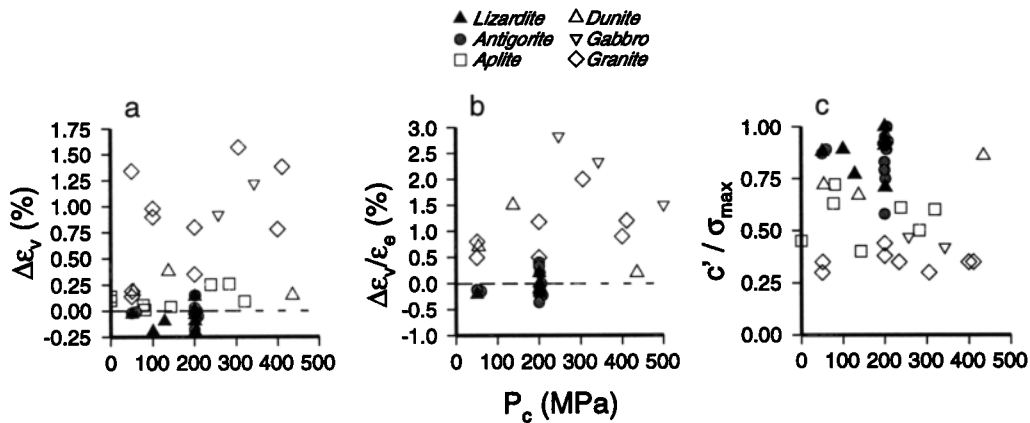 Lizardite Dunite
Antigorite Gabbro
Aplite Granite
a
b
c
Δεv (%)
1.75
1.50
1.25
1.00
0.75
0.50
0.25
0.00
-0.25
0 100 200 300 400 500
Δεv/εe (%)
3.0
2.5
2.0
1.5
1.0
0.5
0.0
-0.5
-1.0
0 100 200 300 400 500
c' / σmax
1.00
0.75
0.50
0.25
0.00
0 100 200 300 400 500
Pc (MPa)